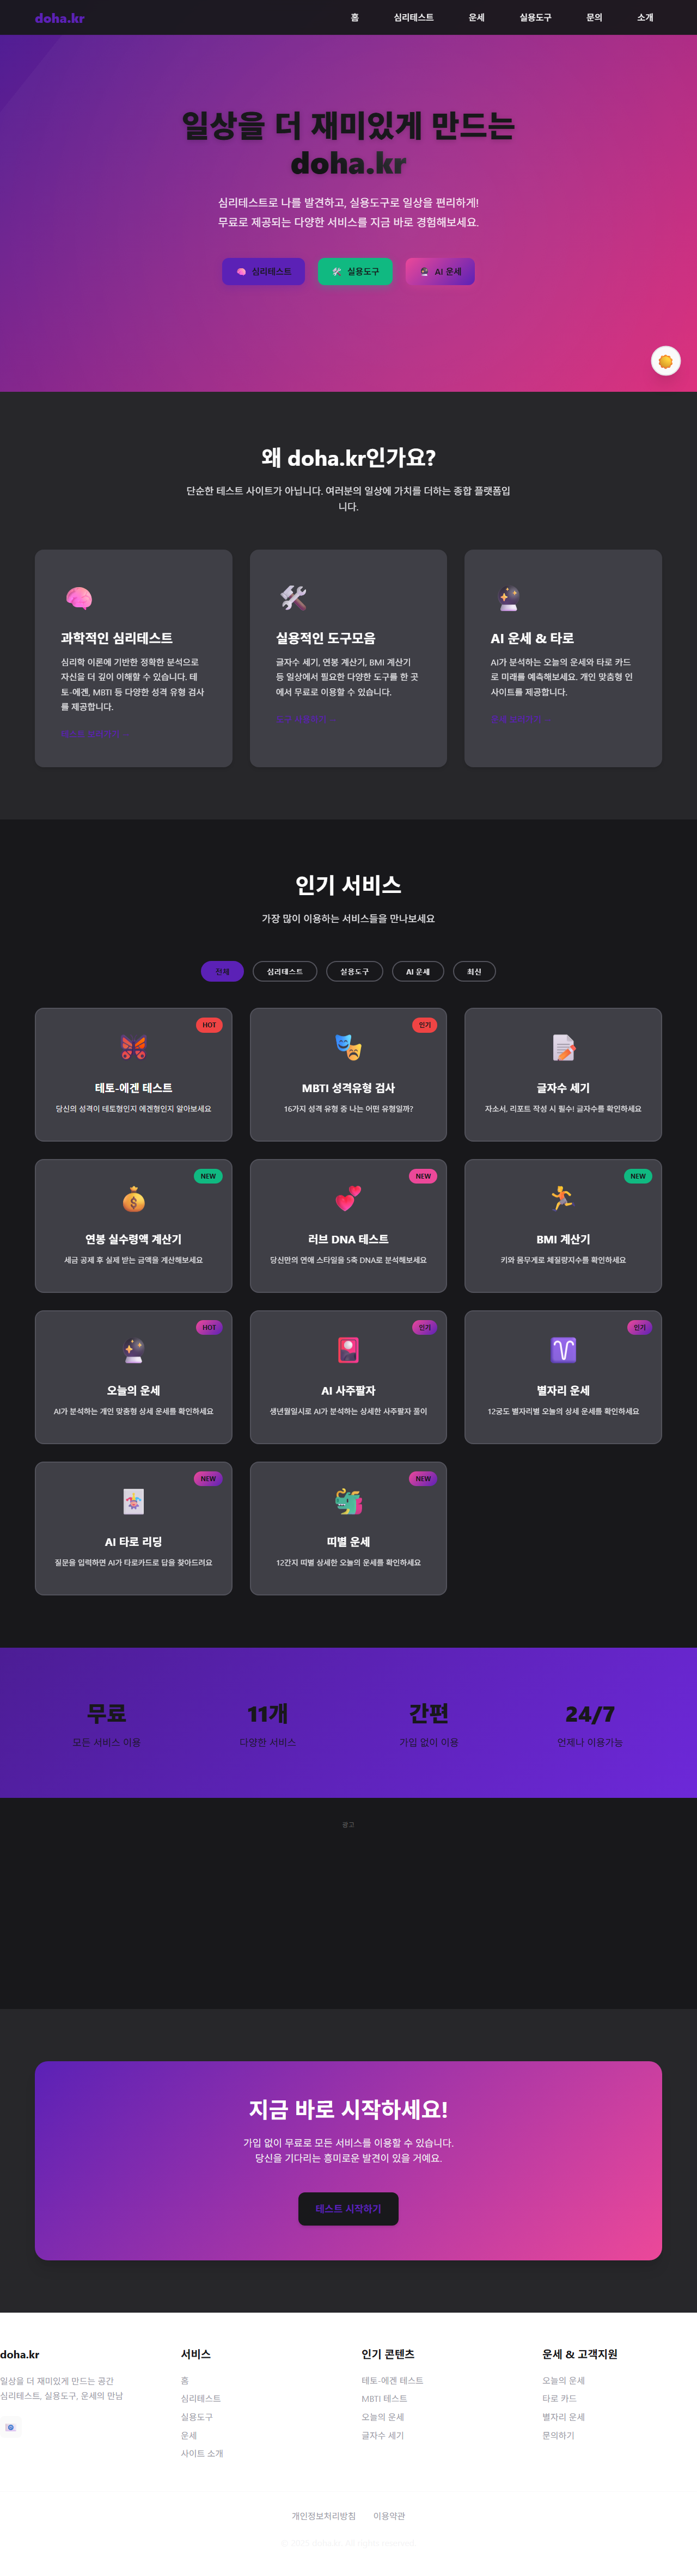 doha.kr
홈
심리테스트
운세
실용도구
문의
소개
일상을 더 재미있게 만드는
doha.kr
심리테스트로 나를 발견하고, 실용도구로 일상을 편리하게!
무료로 제공되는 다양한 서비스를 지금 바로 경험해보세요.
심리테스트
실용도구
AI 운세
왜 doha.kr인가요?
단순한 테스트 사이트가 아닙니다. 여러분의 일상에 가치를 더하는 종합 플랫폼입
니다.
과학적인 심리테스트
심리학 이론에 기반한 정확한 분석으로
자신을 더 깊이 이해할 수 있습니다. 테
토-에겐, MBTI 등 다양한 성격 유형 검사
를 제공합니다.
실용적인 도구모음
글자수 세기, 연봉 계산기, BMI 계산기
등 일상에서 필요한 다양한 도구를 한 곳
에서 무료로 이용할 수 있습니다.
AI 운세 & 타로
AI가 분석하는 오늘의 운세와 타로 카드
로 미래를 예측해보세요. 개인 맞춤형 인
사이트를 제공합니다.
인기 서비스
가장 많이 이용하는 서비스들을 만나보세요
전체
심리테스트
실용도구
AI 운세
최신
HOT
테토-에겐 테스트
당신의 성격이 테토형인지 에겐형인지 알아보세요
인기
MBTI 성격유형 검사
16가지 성격 유형 중 나는 어떤 유형일까?
글자수 세기
자소서, 리포트 작성 시 필수! 글자수를 확인하세요
NEW
연봉 실수령액 계산기
세금 공제 후 실제 받는 금액을 계산해보세요
NEW
러브 DNA 테스트
당신만의 연애 스타일을 5축 DNA로 분석해보세요
NEW
BMI 계산기
키와 몸무게로 체질량지수를 확인하세요
HOT
오늘의 운세
AI가 분석하는 개인 맞춤형 상세 운세를 확인하세요
인기
AI 사주팔자
생년월일시로 AI가 분석하는 상세한 사주팔자 풀이
인기
별자리 운세
12궁도 별자리별 오늘의 상세 운세를 확인하세요
NEW
AI 타로 리딩
질문을 입력하면 AI가 타로카드로 답을 찾아드려요
NEW
띠별 운세
12간지 띠별 상세한 오늘의 운세를 확인하세요
무료
모든 서비스 이용
11개
다양한 서비스
간편
가입 없이 이용
24/7
언제나 이용가능
광고
지금 바로 시작하세요!
가입 없이 무료로 모든 서비스를 이용할 수 있습니다.
당신을 기다리는 흥미로운 발견이 있을 거예요.
테스트 시작하기
doha.kr
일상을 더 재미있게 만드는 공간
심리테스트, 실용도구, 운세의 만남
서비스
홈
심리테스트
실용도구
운세
사이트 소개
인기 콘텐츠
테토-에겐 테스트
MBTI 테스트
오늘의 운세
글자수 세기
운세 & 고객지원
오늘의 운세
타로 카드
별자리 운세
문의하기
개인정보처리방침
이용약관